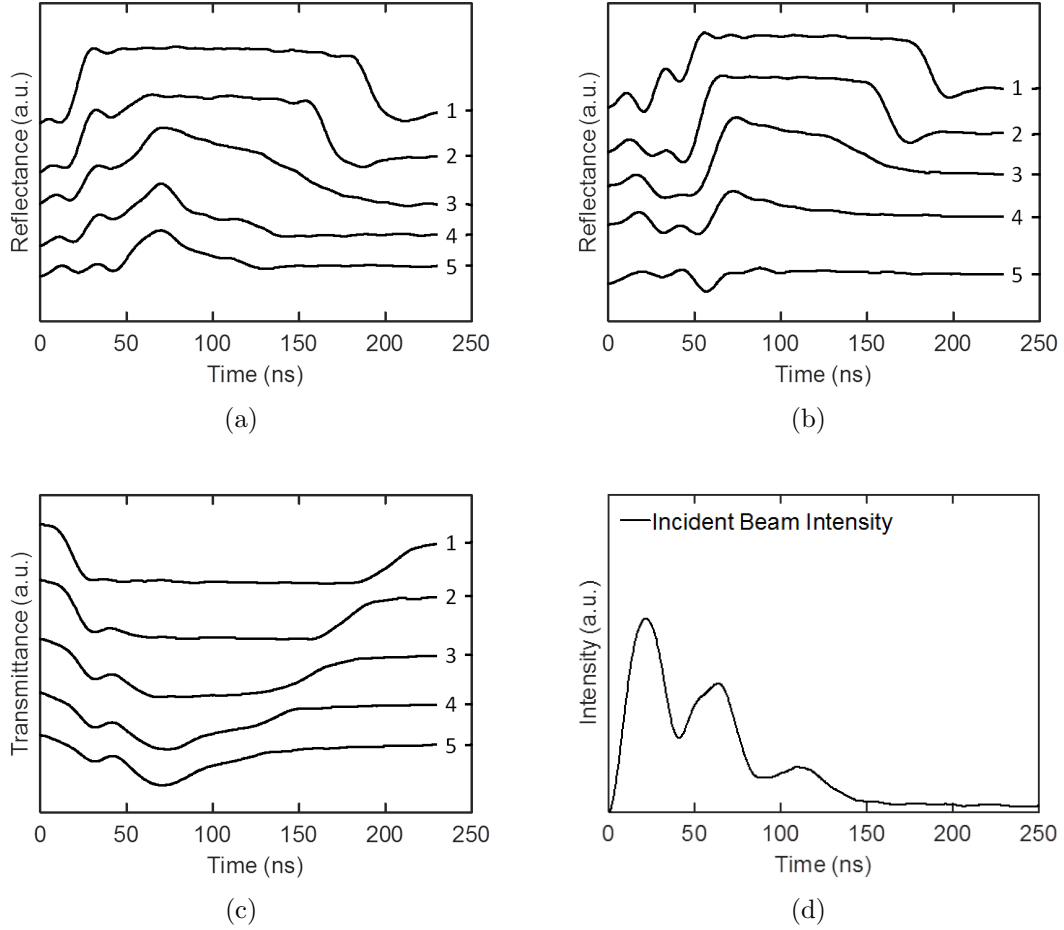 Reflectance (a.u.)
1
2
3
4
5
0 50 100 150 200 250
Time (ns)
(a)
Reflectance (a.u.)
1
2
3
4
5
0 50 100 150 200 250
Time (ns)
(b)
Transmittance (a.u.)
1
2
3
4
5
0 50 100 150 200 250
Time (ns)
(c)
Intensity (a.u.)
Incident Beam Intensity
0 50 100 150 200 250
Time (ns)
(d)